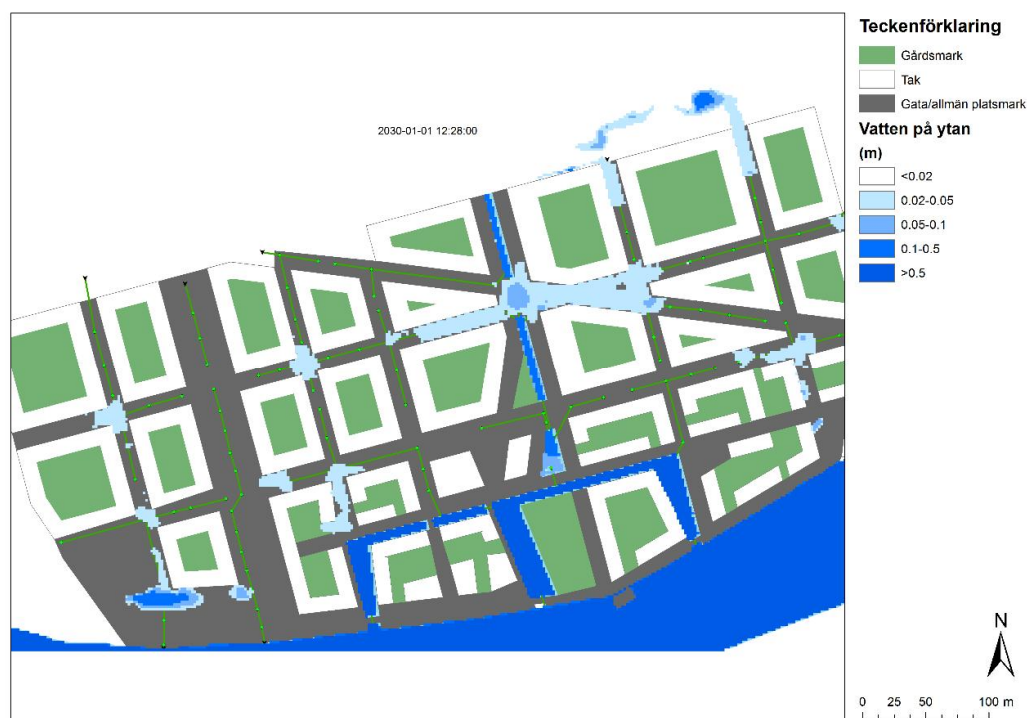 2030-01-01 12:28:00
Teckenförklaring
Gårdsmark
Tak
Gata/allmän platsmark
Vatten på ytan
(m)
<0.02
0.02-0.05
0.05-0.1
0.1-0.5
>0.5
N
0 25 50 100 m